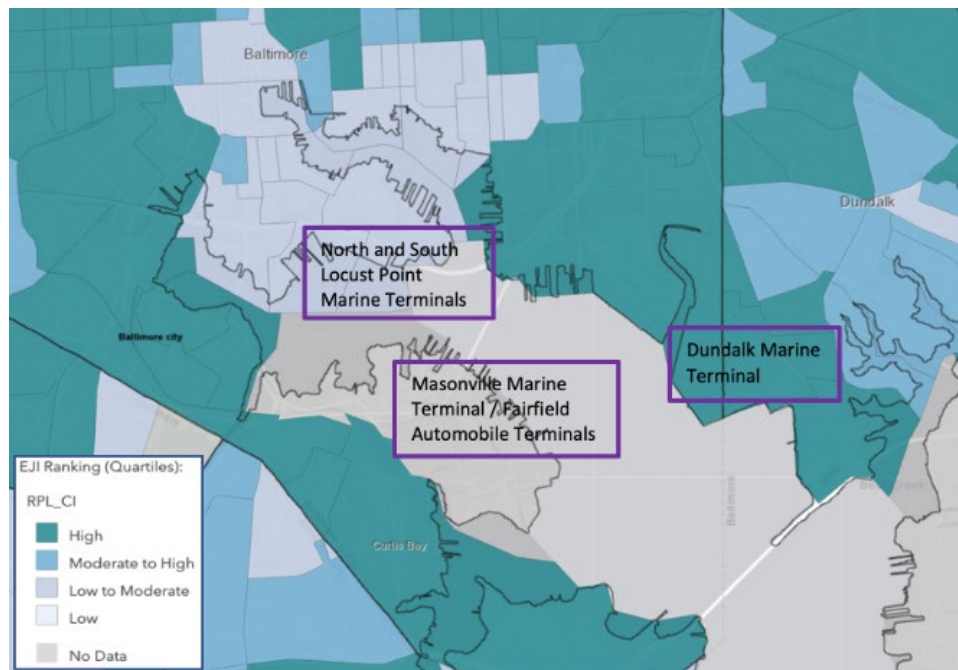 Baltimore
Dundalk
North and South
Locust Point
Marine Terminals
Baltimore city
Dundalk Marine
Terminal
Masonville Marine
Terminal / Fairfield
Automobile Terminals
EJI Ranking (Quartiles):
RPL_CI
High
Moderate to High
Low to Moderate
Low
No Data
Curtis Bay
Baltimore